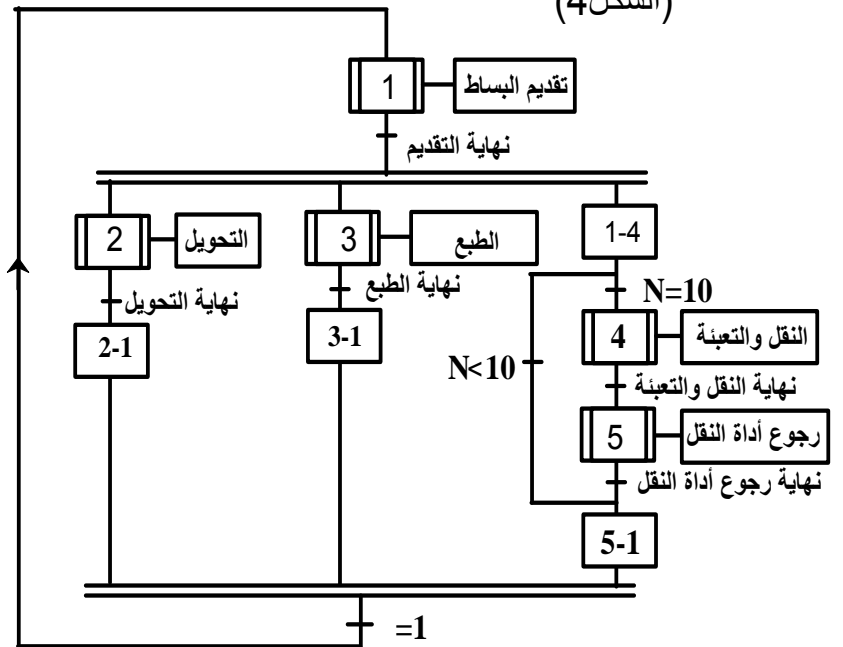 (الشكل4)
1
تقديم البساط
نهاية التقديم
2
التحويل
3
الطبع
1-4
نهاية التحويل
نهاية الطبع
N=10
2-1
3-1
4
النقل والتعبئة
N<10
نهاية النقل والتعبئة
5
رجوع أداة النقل
نهاية رجوع أداة النقل
5-1
=1